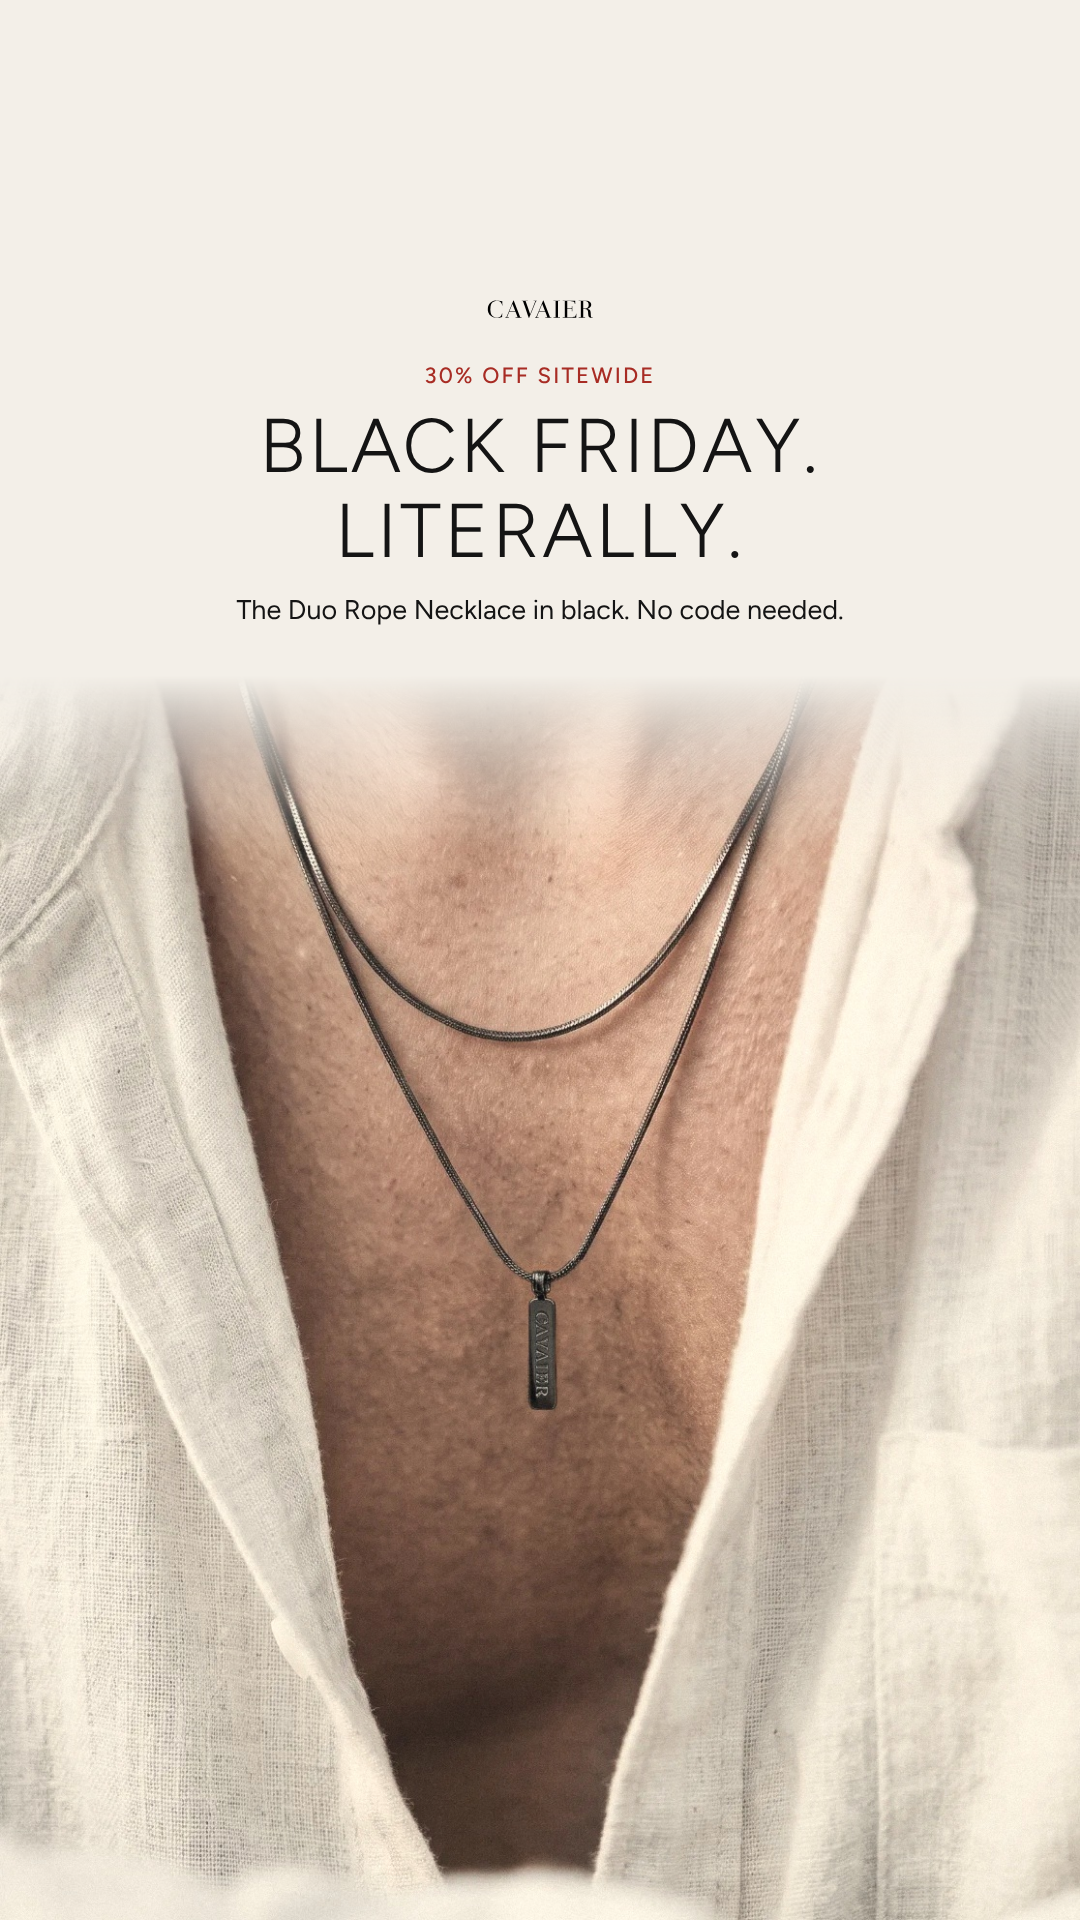 CAVAIER
30% OFF SITEWIDE
BLACK FRIDAY.
LITERALLY.
The Duo Rope Necklace in black. No code needed.
CAVAIER